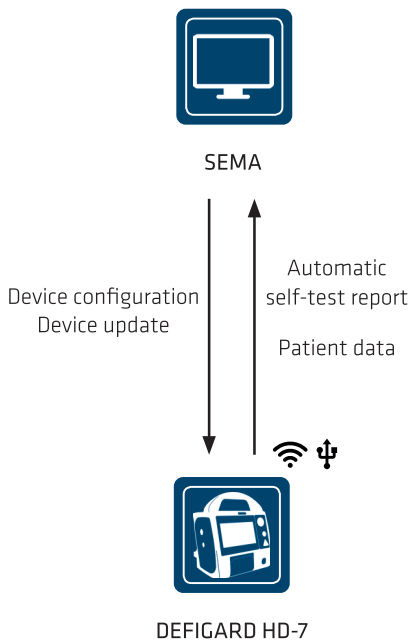 SEMA
Device configuration
Device update
Automatic
self-test report
Patient data
DEFIGARD HD-7